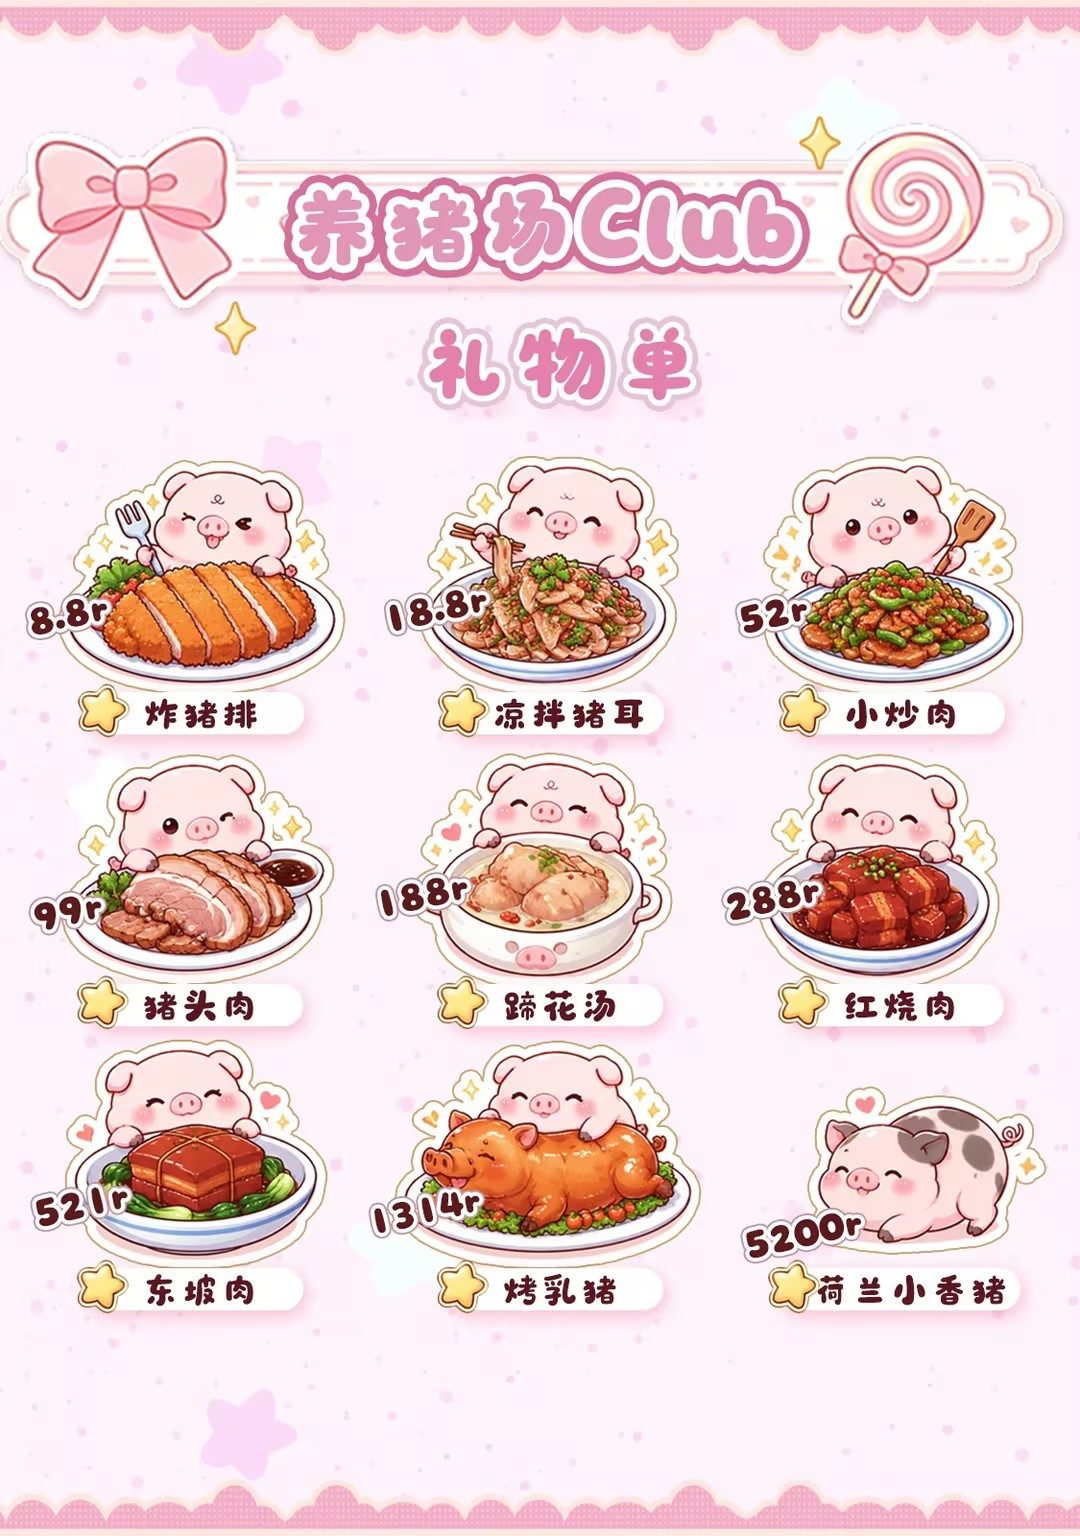 养猪场Club
礼物单
8.8r
炸猪排
18.8r
凉拌猪耳
52r
小炒肉
99r
猪头肉
188r
蹄花汤
288r
红烧肉
521r
东坡肉
1314r
烤乳猪
5200r
荷兰小香猪